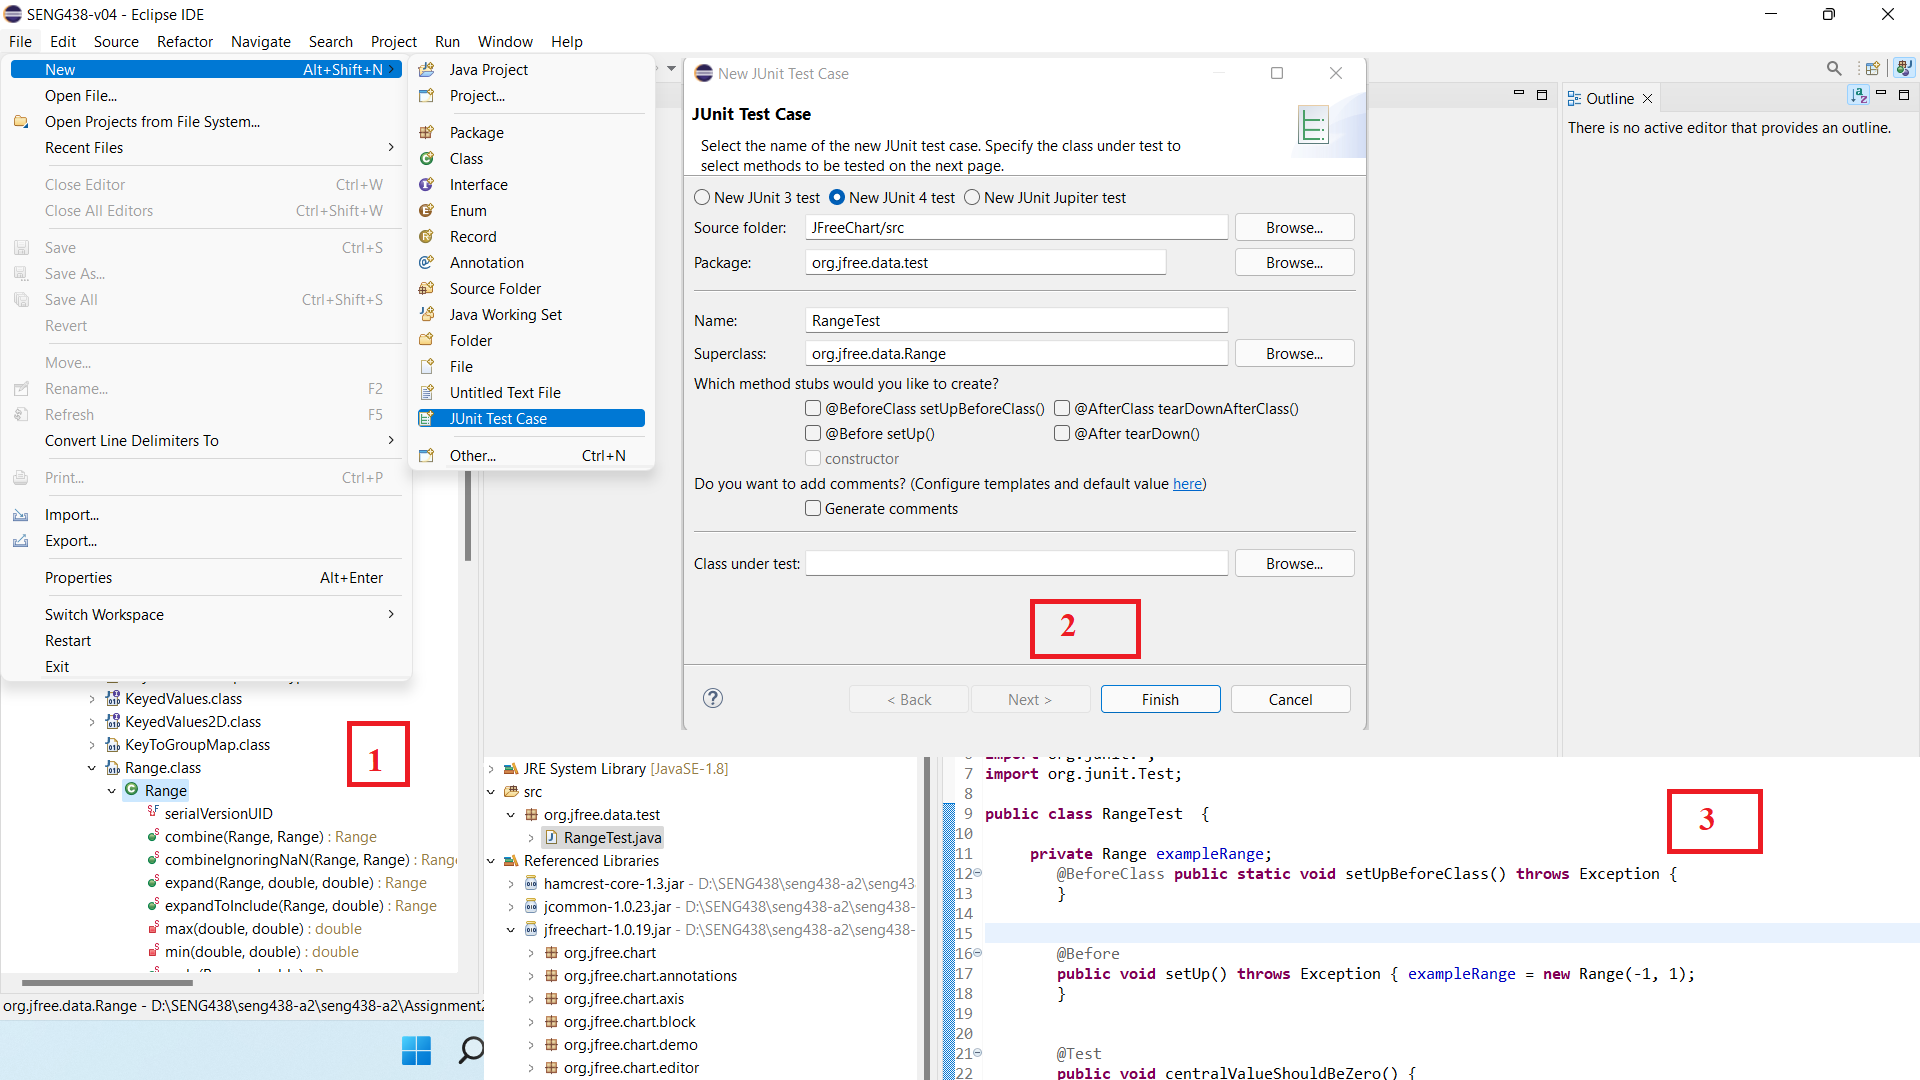 SENG438-v04 - Eclipse IDE
File Edit Source Refactor Navigate Search Project Run Window Help
New Alt+Shift+N
Open File...
Open Projects from File System...
Recent Files
Close Editor Ctrl+W
Close All Editors Ctrl+Shift+W
Save Ctrl+S
Save As...
Save All Ctrl+Shift+S
Revert
Move...
Rename... F2
Refresh F5
Convert Line Delimiters To
Print... Ctrl+P
Import...
Export...
Properties Alt+Enter
Switch Workspace
Restart
Exit
Java Project
Project...
Package
Class
Interface
Enum
Record
Annotation
Source Folder
Java Working Set
Folder
File
Untitled Text File
JUnit Test Case
Other... Ctrl+N
New JUnit Test Case
JUnit Test Case
Select the name of the new JUnit test case. Specify the class under test to
select methods to be tested on the next page.
New JUnit 3 test New JUnit 4 test New JUnit Jupiter test
Source folder: JFreeChart/src Browse...
Package: org.jfree.data.test Browse...
Name: RangeTest
Superclass: org.jfree.data.Range Browse...
Which method stubs would you like to create?
@BeforeClass setUpBeforeClass() @AfterClass tearDownAfterClass()
@Before setUp() @After tearDown()
constructor
Do you want to add comments? (Configure templates and default value here)
Generate comments
Class under test: Browse...
2
< Back Next > Finish Cancel
Outline
There is no active editor that provides an outline.
KeyedValues.class
KeyedValues2D.class
KeyToGroupMap.class
Range.class
Range
serialVersionUID
combine(Range, Range) : Range
combineIgnoringNaN(Range, Range) : Range
expand(Range, double, double) : Range
expandToInclude(Range, double) : Range
max(double, double) : double
min(double, double) : double
1
org.jfree.data.Range - D:\SENG438\seng438-a2\seng438-a2\Assignment2
JRE System Library [JavaSE-1.8]
src
org.jfree.data.test
RangeTest.java
Referenced Libraries
hamcrest-core-1.3.jar - D:\SENG438\seng438-a2\seng43
jcommon-1.0.23.jar - D:\SENG438\seng438-a2\seng438-
jfreechart-1.0.19.jar - D:\SENG438\seng438-a2\seng438-
org.jfree.chart
org.jfree.chart.annotations
org.jfree.chart.axis
org.jfree.chart.block
org.jfree.chart.demo
org.jfree.chart.editor
7 import org.junit.Test;
8
9 public class RangeTest {
10
11 private Range exampleRange;
12 @BeforeClass public static void setUpBeforeClass() throws Exception {
13 }
14
15
16 @Before
17 public void setUp() throws Exception { exampleRange = new Range(-1, 1);
18 }
19
20
21 @Test
22 public void centralValueShouldBeZero() {
3